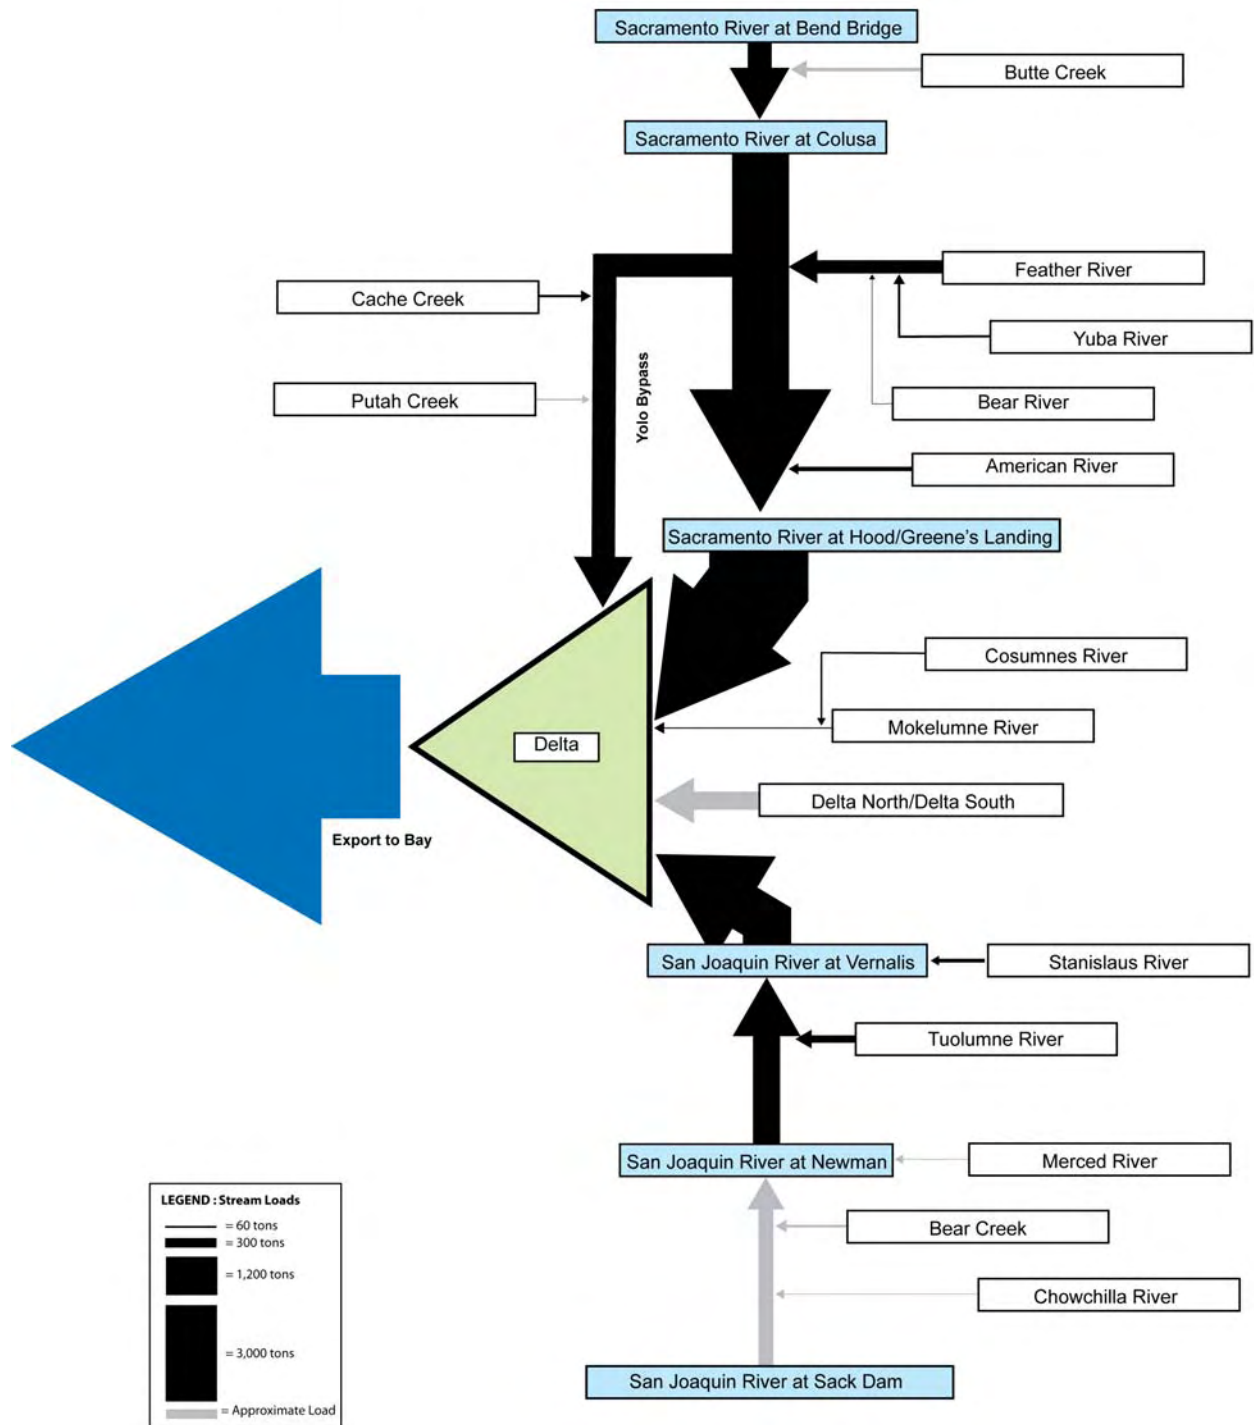 Sacramento River at Bend Bridge
Butte Creek
Sacramento River at Colusa
Feather River
Cache Creek
Yuba River
Yolo Bypass
Putah Creek
Bear River
American River
Sacramento River at Hood/Greene's Landing
Cosumnes River
Mokelumne River
Delta
Delta North/Delta South
Export to Bay
San Joaquin River at Vernalis
Stanislaus River
Tuolumne River
San Joaquin River at Newman
Merced River
Bear Creek
Chowchilla River
San Joaquin River at Sack Dam
LEGEND : Stream Loads
= 60 tons
= 300 tons
= 1,200 tons
= 3,000 tons
= Approximate Load